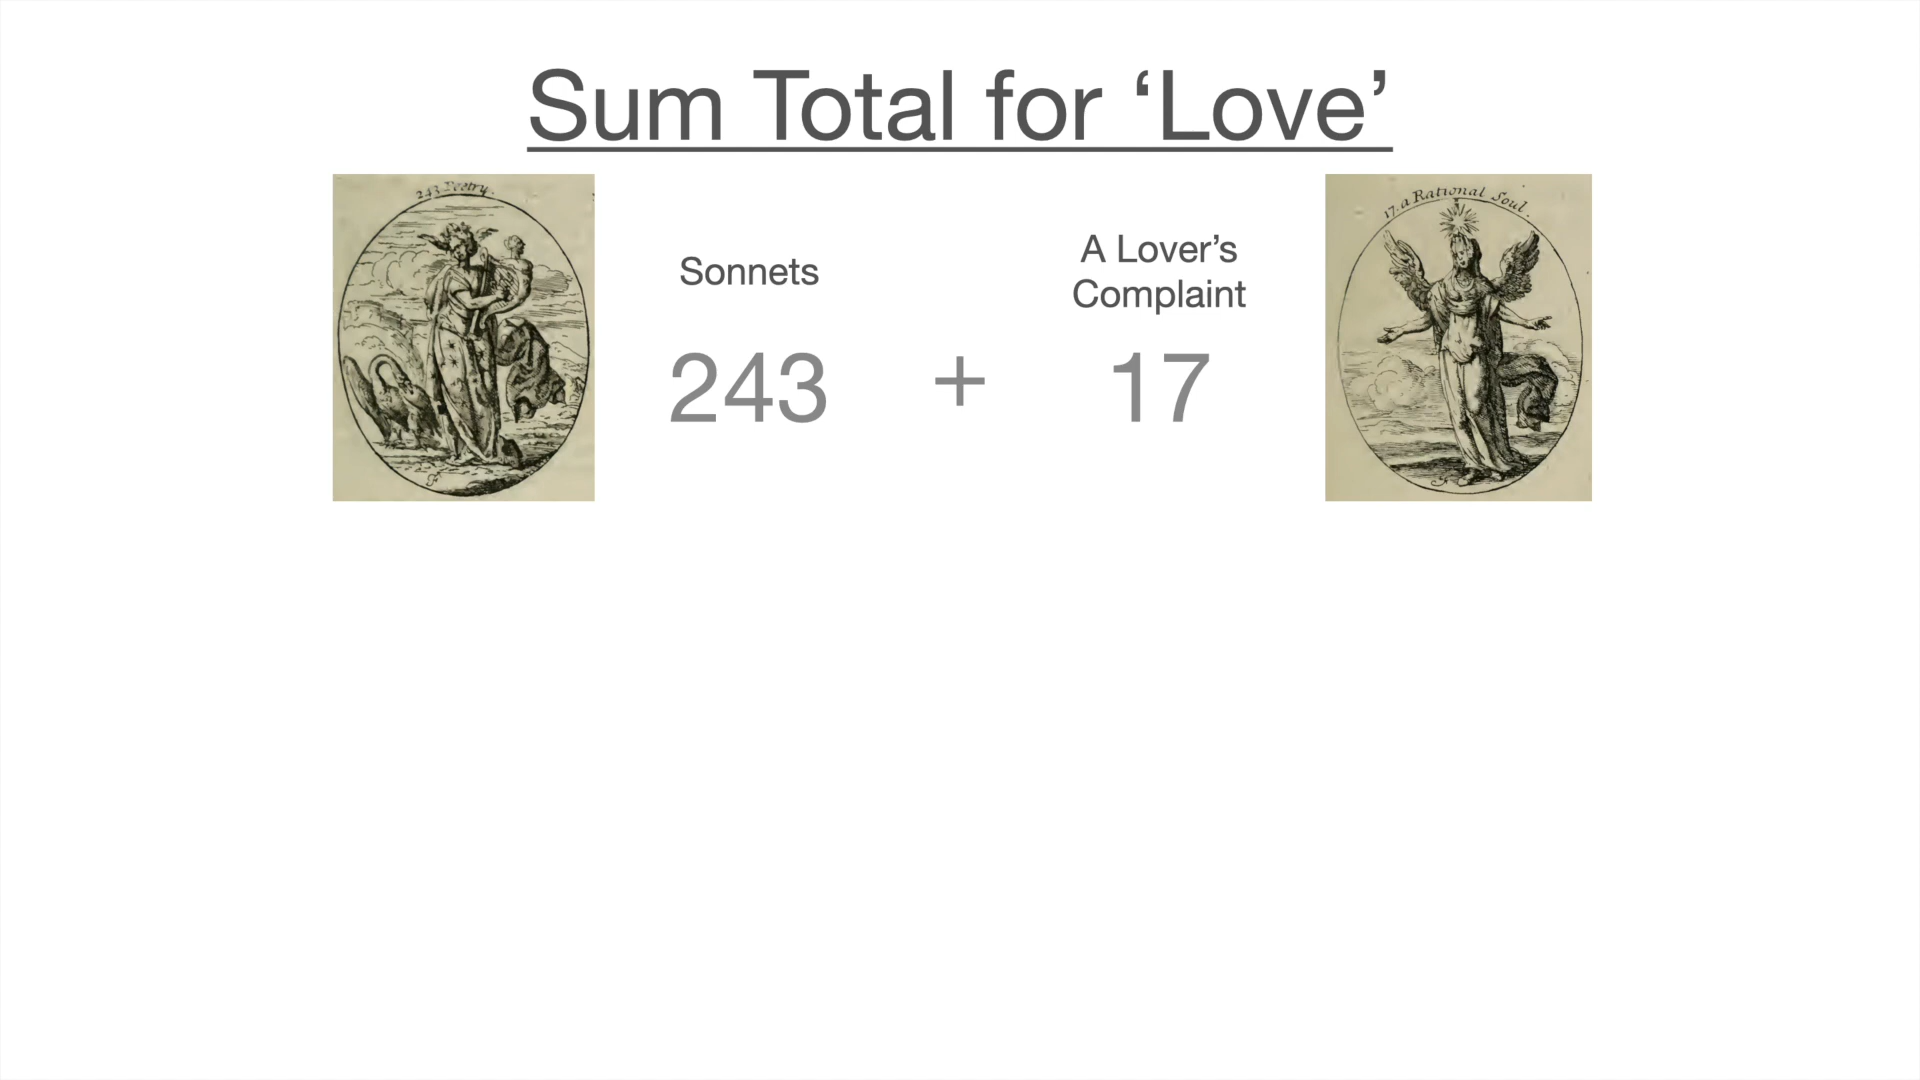 Sum Total for ‘Love’
243 Poetry.
17. a Rational Soul.
Sonnets
A Lover’s
Complaint
243 + 17